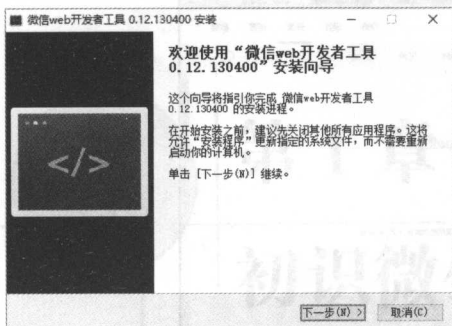 微信web开发者工具 0.12.130400 安装
欢迎使用“微信web开发者工具
0.12.130400”安装向导
这个向导将指引你完成 微信web开发者工具
0.12.130400 的安装进程。
在开始安装之前，建议先关闭其他所有应用程序。这将
允许“安装程序”更新指定的系统文件，而不需要重新
启动你的计算机。
单击 [下一步(N)] 继续。
</>
下一步(N) >
取消(C)